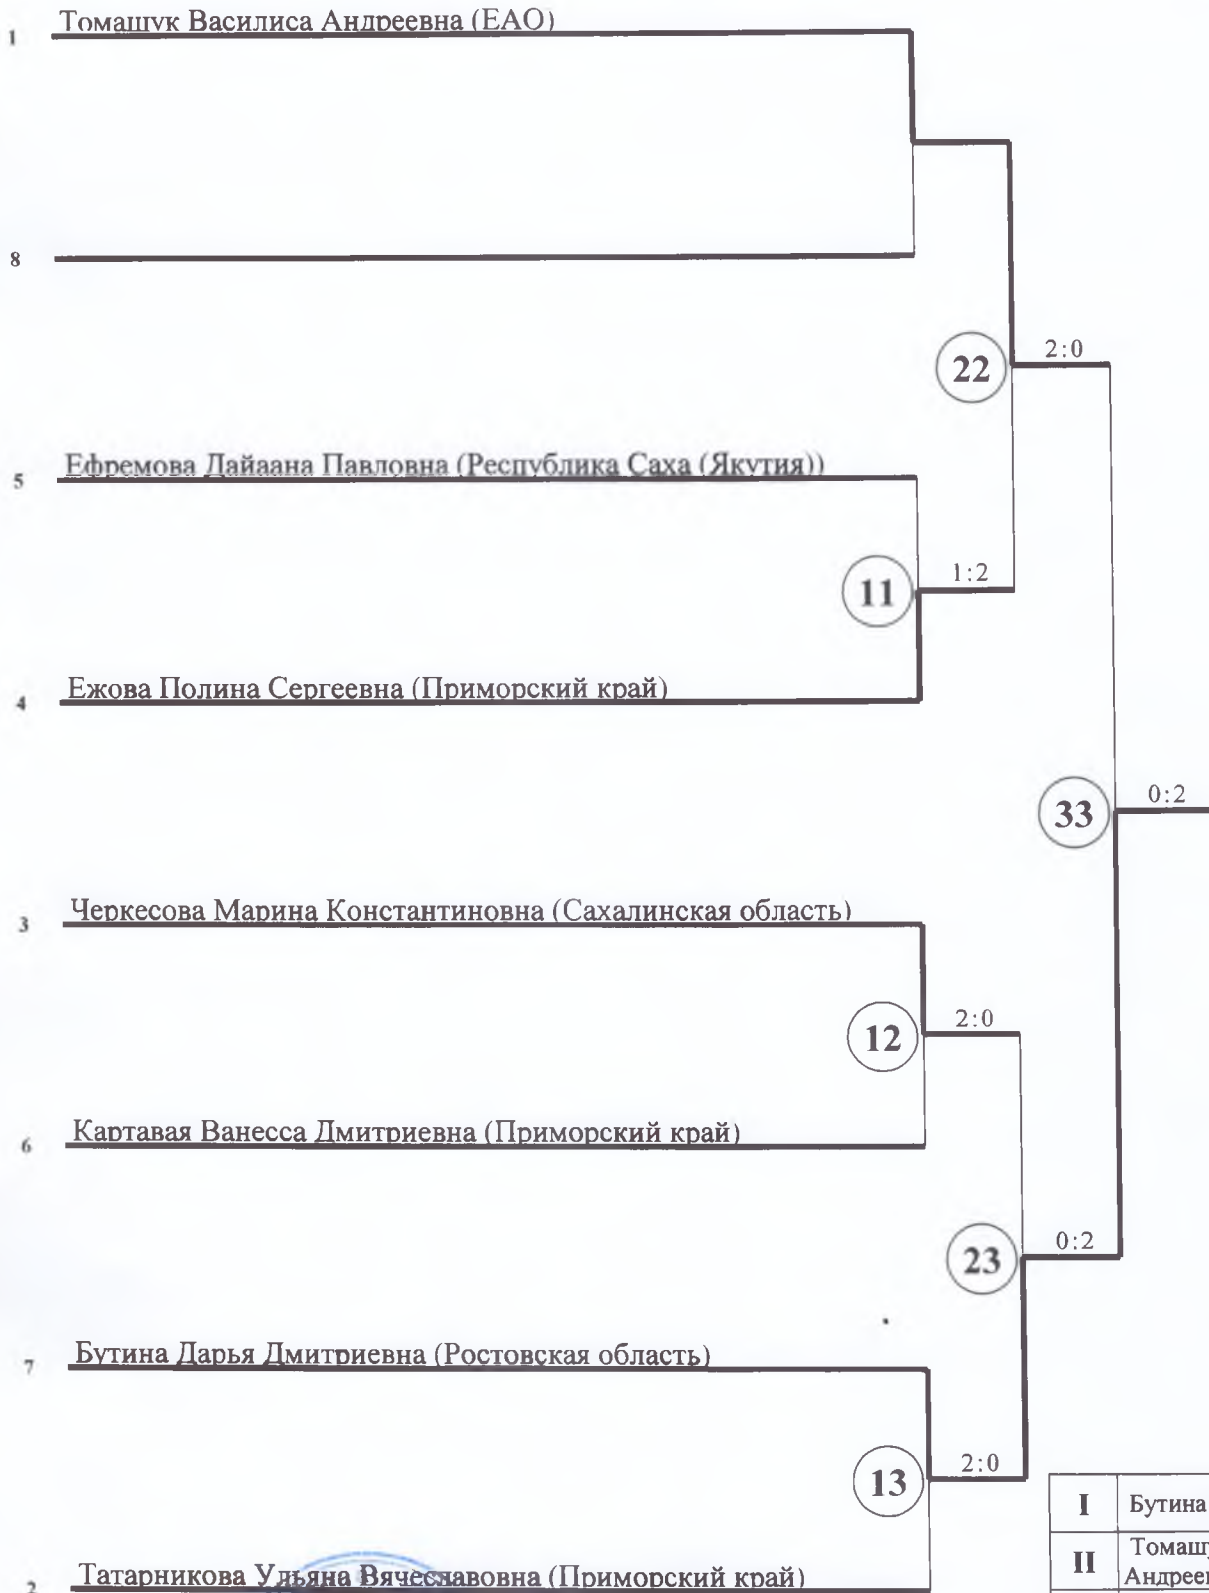 1 Томашук Василиса Андреевна (ЕАО)
8
22 2:0
5 Ефремова Дайаана Павловна (Республика Саха (Якутия))
11 1:2
4 Ежова Полина Сергеевна (Приморский край)
33 0:2
3 Черкесова Марина Константиновна (Сахалинская область)
12 2:0
6 Картавая Ванесса Дмитриевна (Приморский край)
23 0:2
7 Бутина Дарья Дмитриевна (Ростовская область)
13 2:0
I Бутина
2 Татарникова Ульяна Вячеславовна (Приморский край)
II